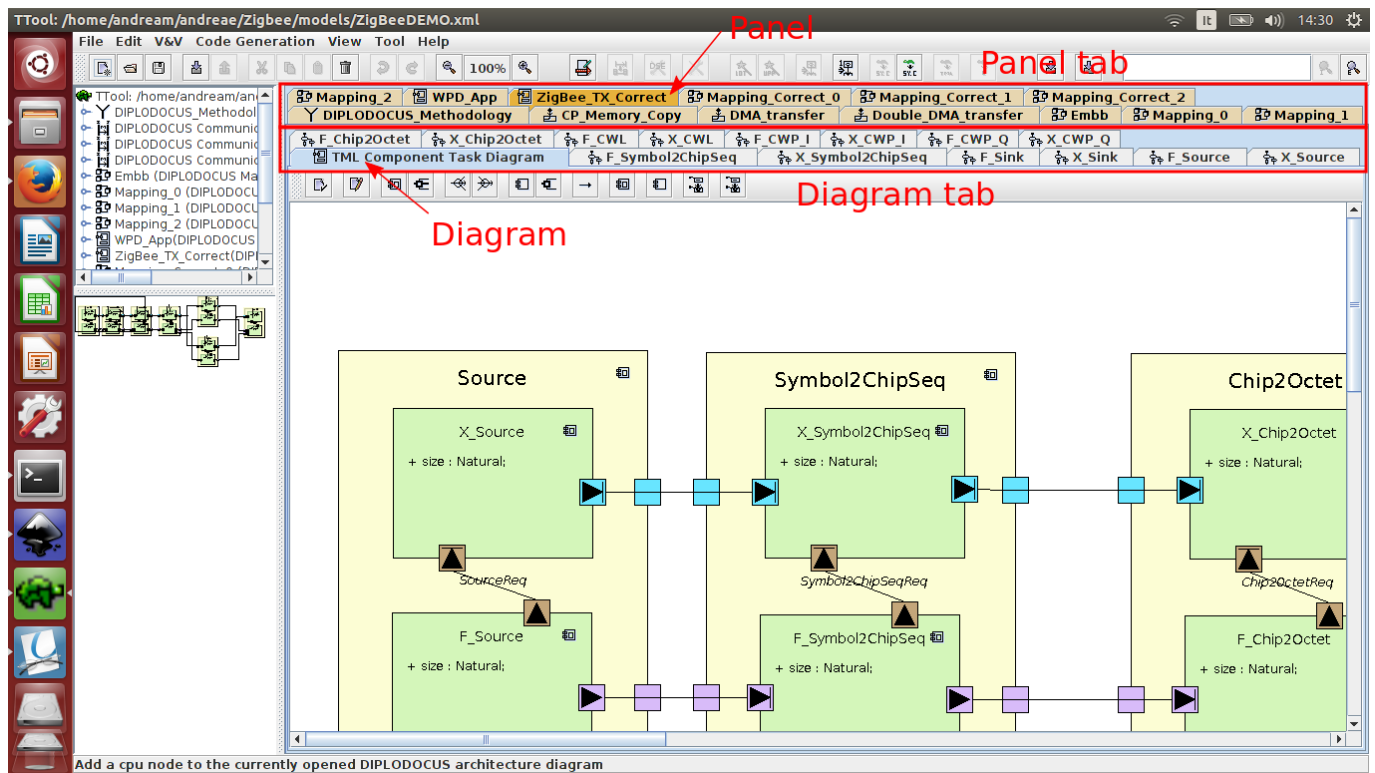 TTool: /home/andream/andreae/Zigbee/models/ZigBeeDEMO.xml
It
14:30
Panel
File Edit V&V Code Generation View Tool Help
100%
Panel tab
TTool: /home/andream/an
DIPLODOCUS_Methodol
DIPLODOCUS Communic
DIPLODOCUS Communic
DIPLODOCUS Communic
Embb (DIPLODOCUS Ma
Mapping_0 (DIPLODOCU
Mapping_1 (DIPLODOCU
Mapping_2 (DIPLODOCU
WPD_App(DIPLODOCUS
ZigBee_TX_Correct(DIPI
Mapping_2 WPD_App ZigBee_TX_Correct Mapping_Correct_0 Mapping_Correct_1 Mapping_Correct_2
DIPLODOCUS_Methodology CP_Memory_Copy DMA_transfer Double_DMA_transfer Embb Mapping_0 Mapping_1
F_Chip2Octet X_Chip2Octet F_CWL X_CWL F_CWP_I X_CWP_I F_CWP_Q X_CWP_Q
TML Component Task Diagram F_Symbol2ChipSeq X_Symbol2ChipSeq F_Sink X_Sink F_Source X_Source
Diagram tab
Diagram
Source
Symbol2ChipSeq
Chip2Octet
X_Source
+ size : Natural;
X_Symbol2ChipSeq
+ size : Natural;
X_Chip2Octet
+ size : Natural;
SourceReq
Symbol2ChipSeqReq
Chip2OctetReq
F_Source
+ size : Natural;
F_Symbol2ChipSeq
+ size : Natural;
F_Chip2Octet
+ size : Natural;
Add a cpu node to the currently opened DIPLODOCUS architecture diagram